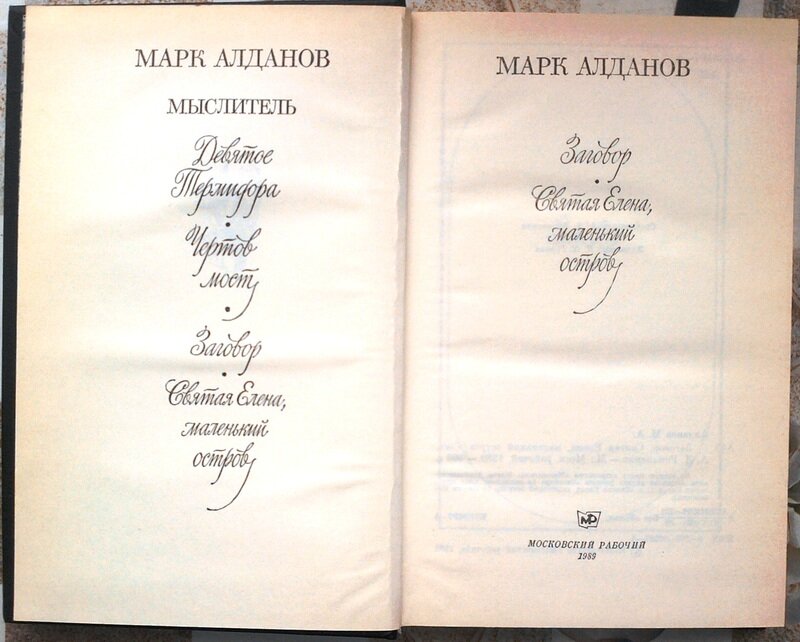 МАРК АЛДАНОВ
МЫСЛИТЕЛЬ
Девятое
Термидора
Чертов
мост
Заговор
Святая Елена,
маленький
остров
МАРК АЛДАНОВ
Заговор
Святая Елена,
маленький
остров
МР
МОСКОВСКИЙ РАБОЧИЙ
1989